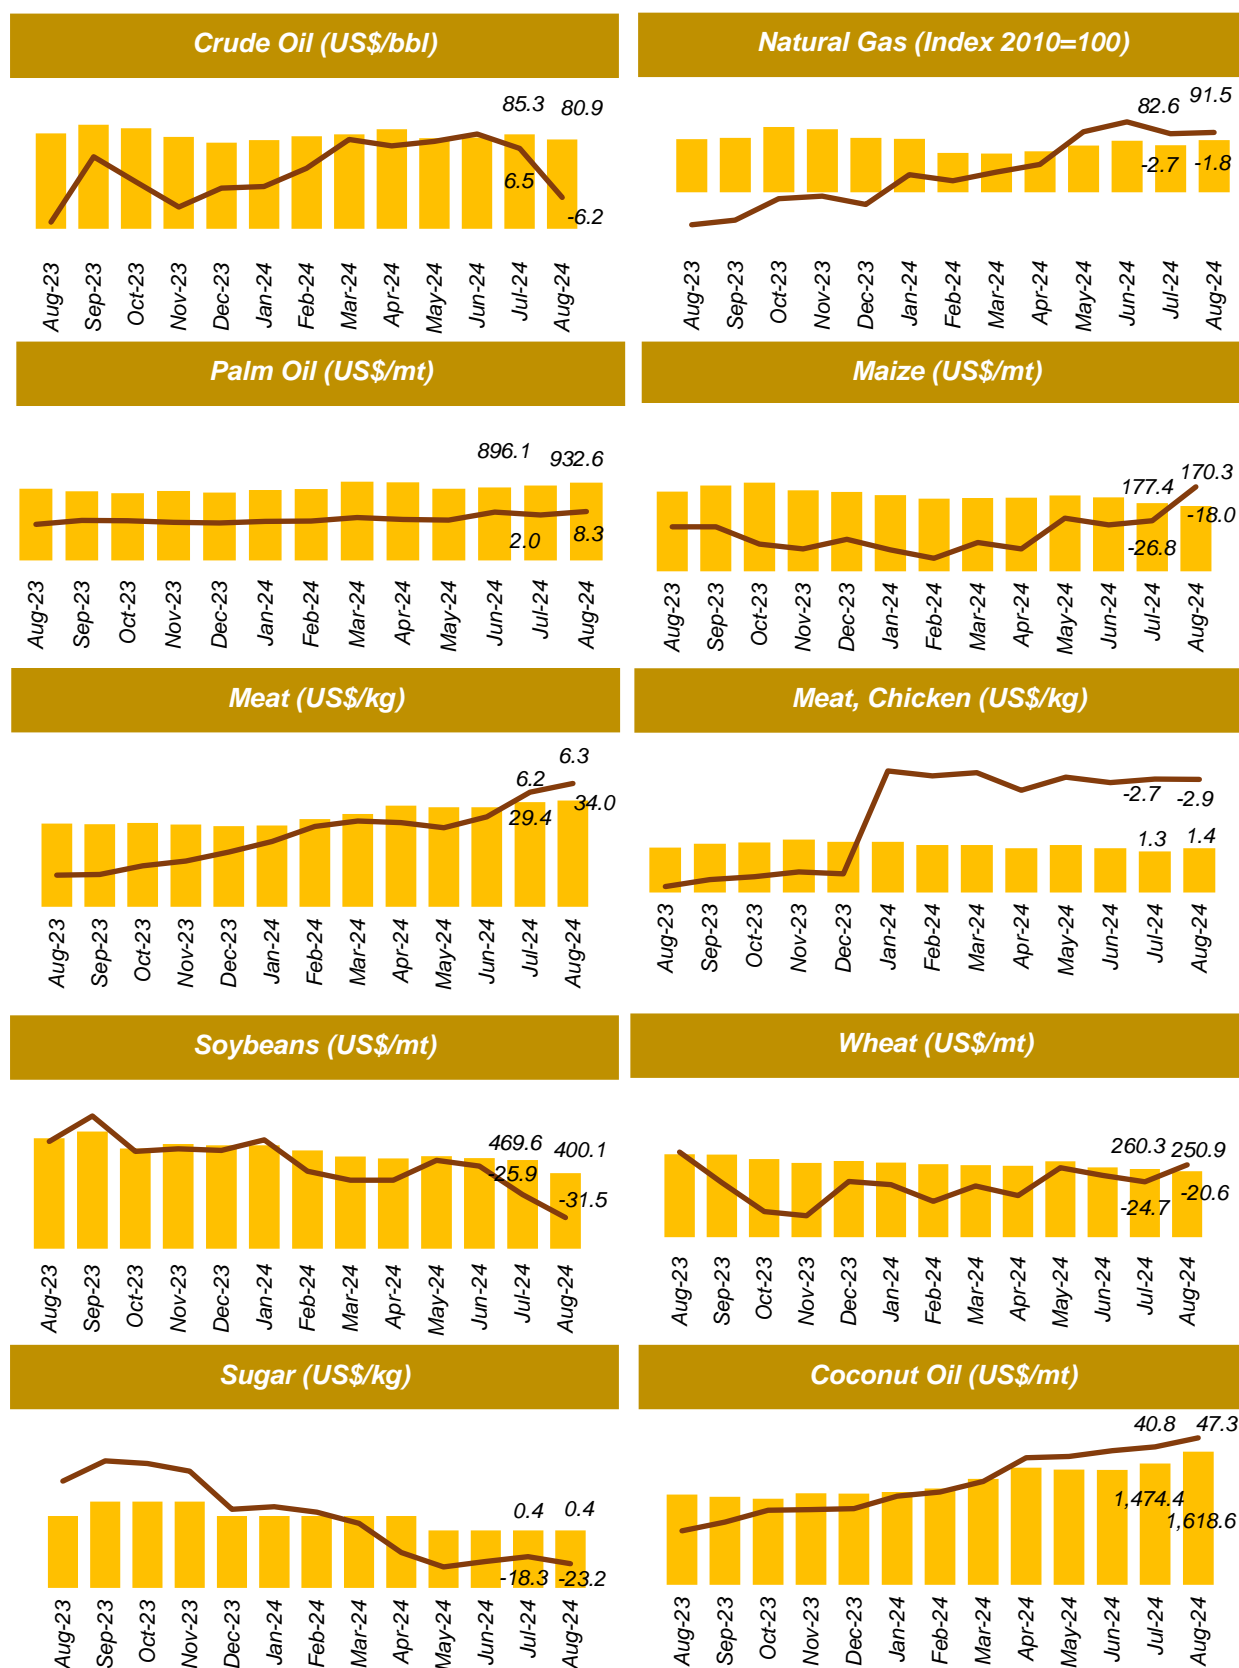 Crude Oil (US$/bbl)
85.3 80.9
6.5
-6.2
Aug-23 Sep-23 Oct-23 Nov-23 Dec-23 Jan-24 Feb-24 Mar-24 Apr-24 May-24 Jun-24 Jul-24 Aug-24
Natural Gas (Index 2010=100)
91.5
82.6
-2.7 -1.8
Aug-23 Sep-23 Oct-23 Nov-23 Dec-23 Jan-24 Feb-24 Mar-24 Apr-24 May-24 Jun-24 Jul-24 Aug-24
Palm Oil (US$/mt)
896.1 932.6
2.0 8.3
Aug-23 Sep-23 Oct-23 Nov-23 Dec-23 Jan-24 Feb-24 Mar-24 Apr-24 May-24 Jun-24 Jul-24 Aug-24
Maize (US$/mt)
170.3
177.4
-18.0
-26.8
Aug-23 Sep-23 Oct-23 Nov-23 Dec-23 Jan-24 Feb-24 Mar-24 Apr-24 May-24 Jun-24 Jul-24 Aug-24
Meat (US$/kg)
6.3
6.2
34.0
29.4
Aug-23 Sep-23 Oct-23 Nov-23 Dec-23 Jan-24 Feb-24 Mar-24 Apr-24 May-24 Jun-24 Jul-24 Aug-24
Meat, Chicken (US$/kg)
-2.7 -2.9
1.3 1.4
Aug-23 Sep-23 Oct-23 Nov-23 Dec-23 Jan-24 Feb-24 Mar-24 Apr-24 May-24 Jun-24 Jul-24 Aug-24
Soybeans (US$/mt)
469.6 400.1
-25.9
-31.5
Aug-23 Sep-23 Oct-23 Nov-23 Dec-23 Jan-24 Feb-24 Mar-24 Apr-24 May-24 Jun-24 Jul-24 Aug-24
Wheat (US$/mt)
260.3 250.9
-24.7 -20.6
Aug-23 Sep-23 Oct-23 Nov-23 Dec-23 Jan-24 Feb-24 Mar-24 Apr-24 May-24 Jun-24 Jul-24 Aug-24
Sugar (US$/kg)
0.4 0.4
-18.3 -23.2
Aug-23 Sep-23 Oct-23 Nov-23 Dec-23 Jan-24 Feb-24 Mar-24 Apr-24 May-24 Jun-24 Jul-24 Aug-24
Coconut Oil (US$/mt)
40.8 47.3
1,474.4
1,618.6
Aug-23 Sep-23 Oct-23 Nov-23 Dec-23 Jan-24 Feb-24 Mar-24 Apr-24 May-24 Jun-24 Jul-24 Aug-24